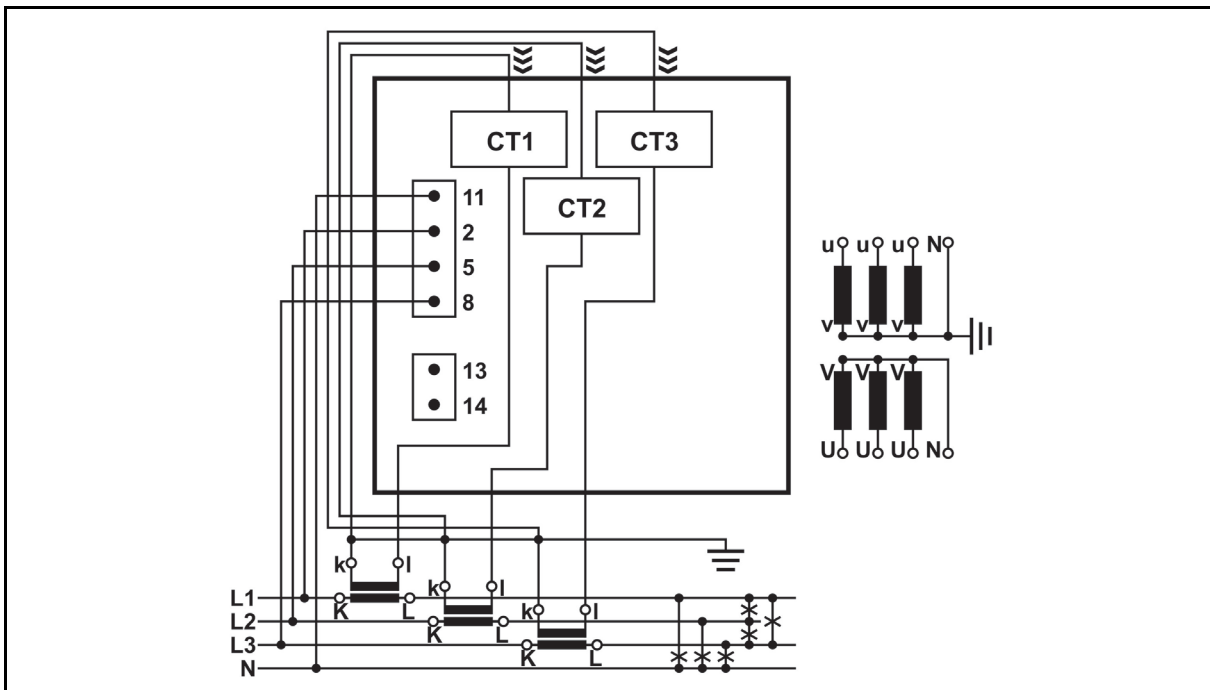 CT1 CT3
CT2
11
2
5
8
13
14
u u u N
v v v
V V V
U U U N
k l
k l
k l
L1
K L
L2
K L
L3
K L
N